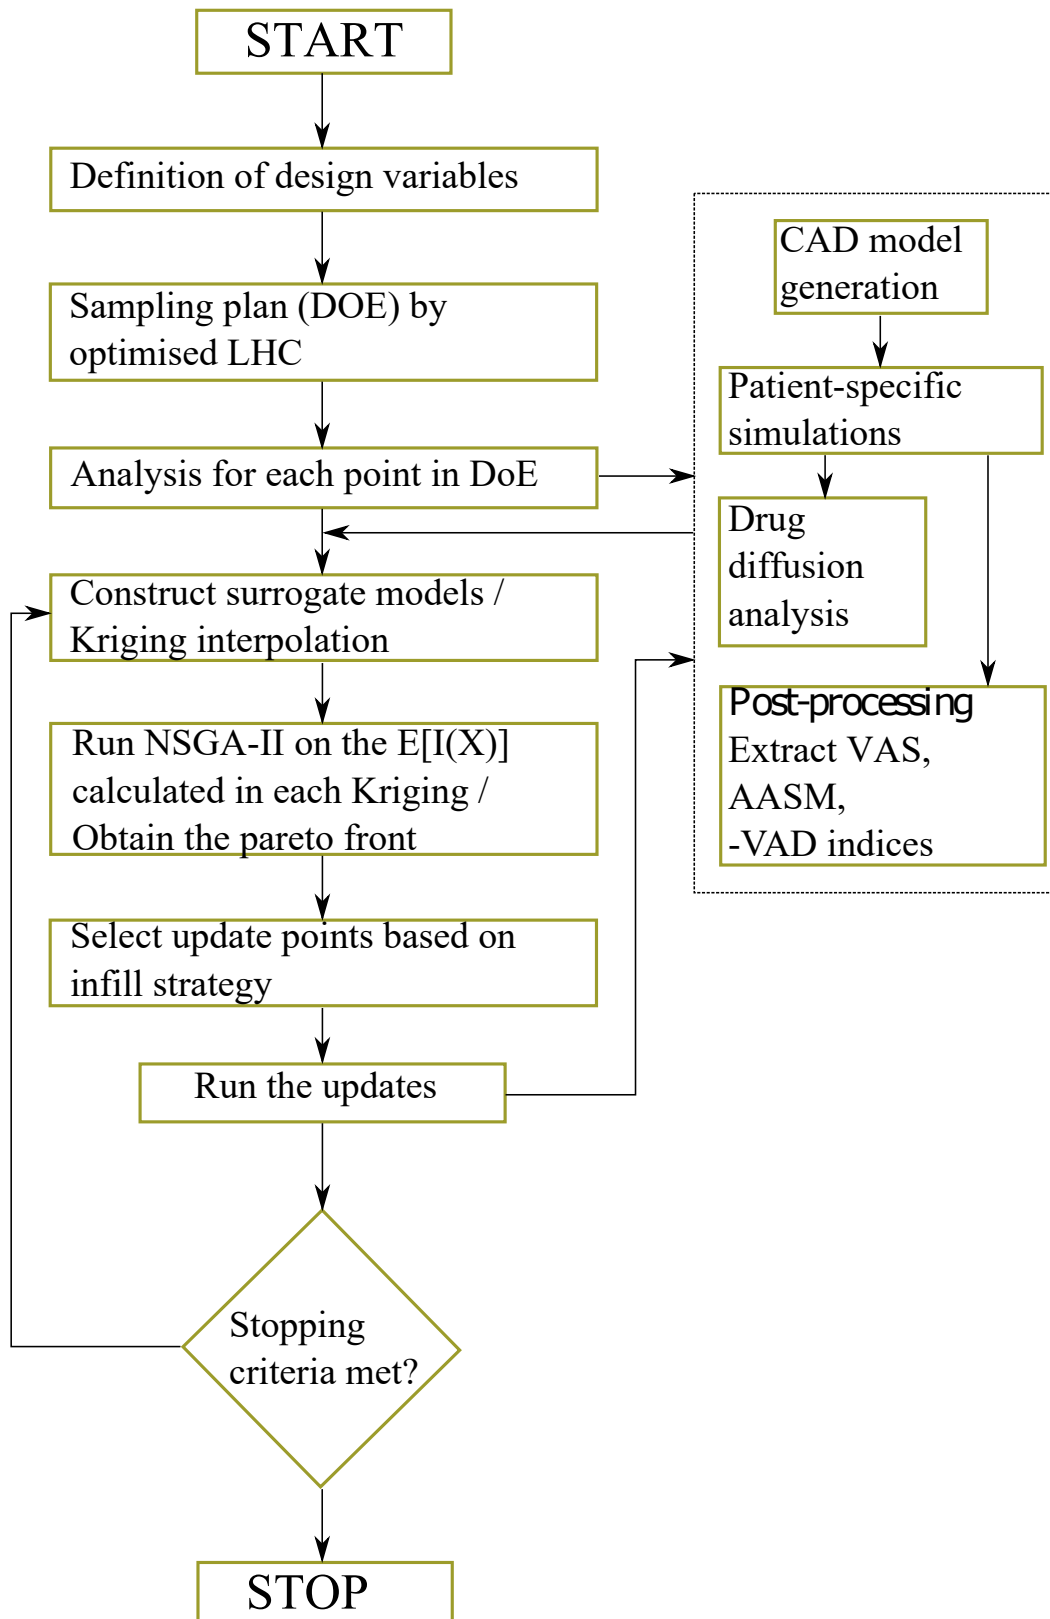 START
Definition of design variables
Sampling plan (DOE) by
optimised LHC
Analysis for each point in DoE
Construct surrogate models /
Kriging interpolation
Run NSGA-II on the E[I(X)]
calculated in each Kriging /
Obtain the pareto front
Select update points based on
infill strategy
Run the updates
Stopping
criteria met?
STOP
CAD model
generation
Patient-specific
simulations
Drug
diffusion
analysis
Post-processing
Extract VAS,
AASM,
-VAD indices